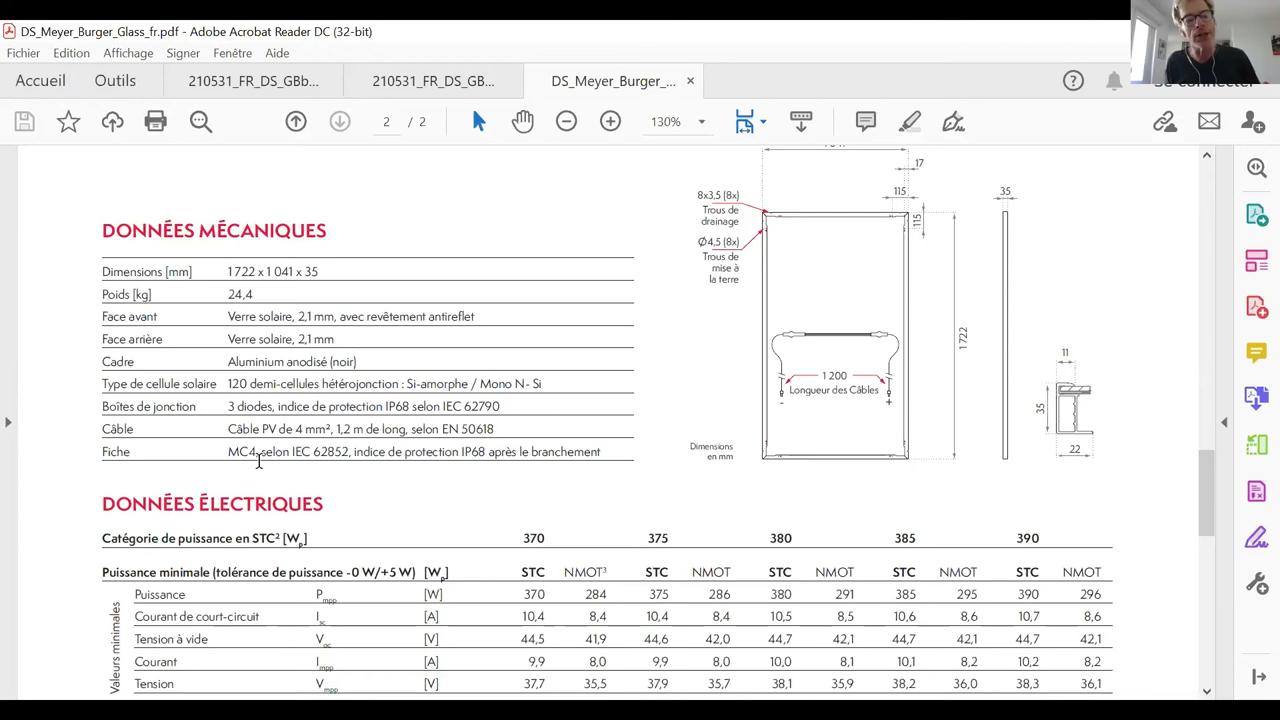 DS_Meyer_Burger_Glass_fr.pdf - Adobe Acrobat Reader DC (32-bit)
Fichier Edition Affichage Signer Fenêtre Aide
Accueil Outils 210531_FR_DS_GBb... 210531_FR_DS_GB... DS_Meyer_Burger_... ×
2 / 2 130%
17
8x3,5 (8x) 115 35
Trous de
drainage
115
Ø4,5 (8x)
Trous de
mise à
la terre
1722
1 200
Longueur des Câbles
- +
11
35
22
Dimensions
en mm
DONNÉES MÉCANIQUES
Dimensions [mm] 1722 x 1 041 x 35
Poids [kg] 24,4
Face avant Verre solaire, 2,1 mm, avec revêtement antireflet
Face arrière Verre solaire, 2,1 mm
Cadre Aluminium anodisé (noir)
Type de cellule solaire 120 demi-cellules hétérojonction : Si-amorphe / Mono N- Si
Boîtes de jonction 3 diodes, indice de protection IP68 selon IEC 62790
Câble Câble PV de 4 mm², 1,2 m de long, selon EN 50618
Fiche MC4, selon IEC 62852, indice de protection IP68 après le branchement
DONNÉES ÉLECTRIQUES
Catégorie de puissance en STC² [Wp] 370 375 380 385 390
Puissance minimale (tolérance de puissance -0 W/+5 W) [Wp] STC NMOT³ STC NMOT STC NMOT STC NMOT STC NMOT
Valeurs minimales
Puissance Pmpp [W] 370 284 375 286 380 291 385 295 390 296
Courant de court-circuit Isc [A] 10,4 8,4 10,4 8,4 10,5 8,5 10,6 8,6 10,7 8,6
Tension à vide Voc [V] 44,5 41,9 44,6 42,0 44,7 42,1 44,7 42,1 44,7 42,1
Courant Impp [A] 9,9 8,0 9,9 8,0 10,0 8,1 10,1 8,2 10,2 8,2
Tension Vmpp [V] 37,7 35,5 37,9 35,7 38,1 35,9 38,2 36,0 38,3 36,1